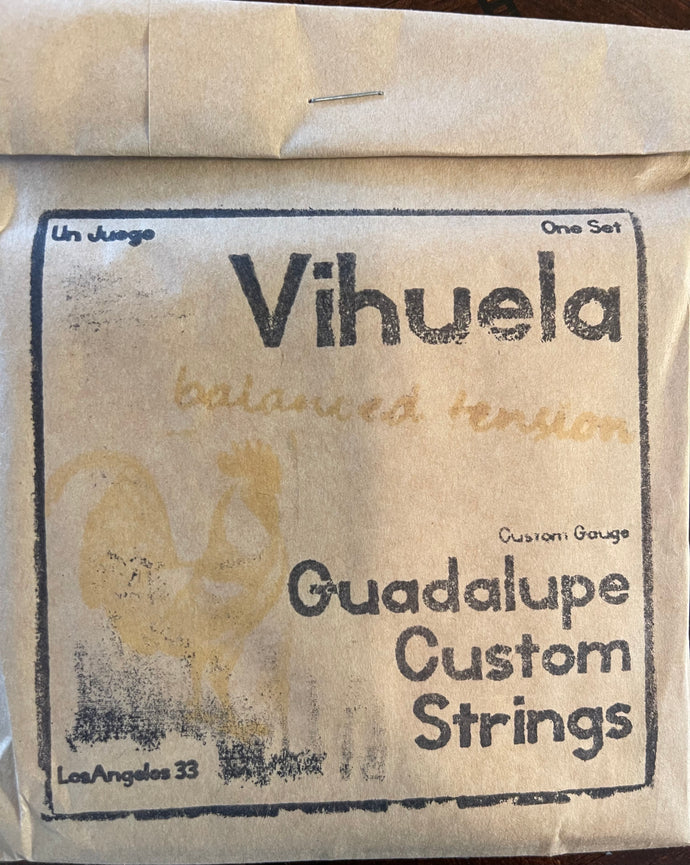 Un Juego
One Set
Vihuela
balanced tension
Custom Gauge
Guadalupe
Custom
Strings
LosAngeles 33